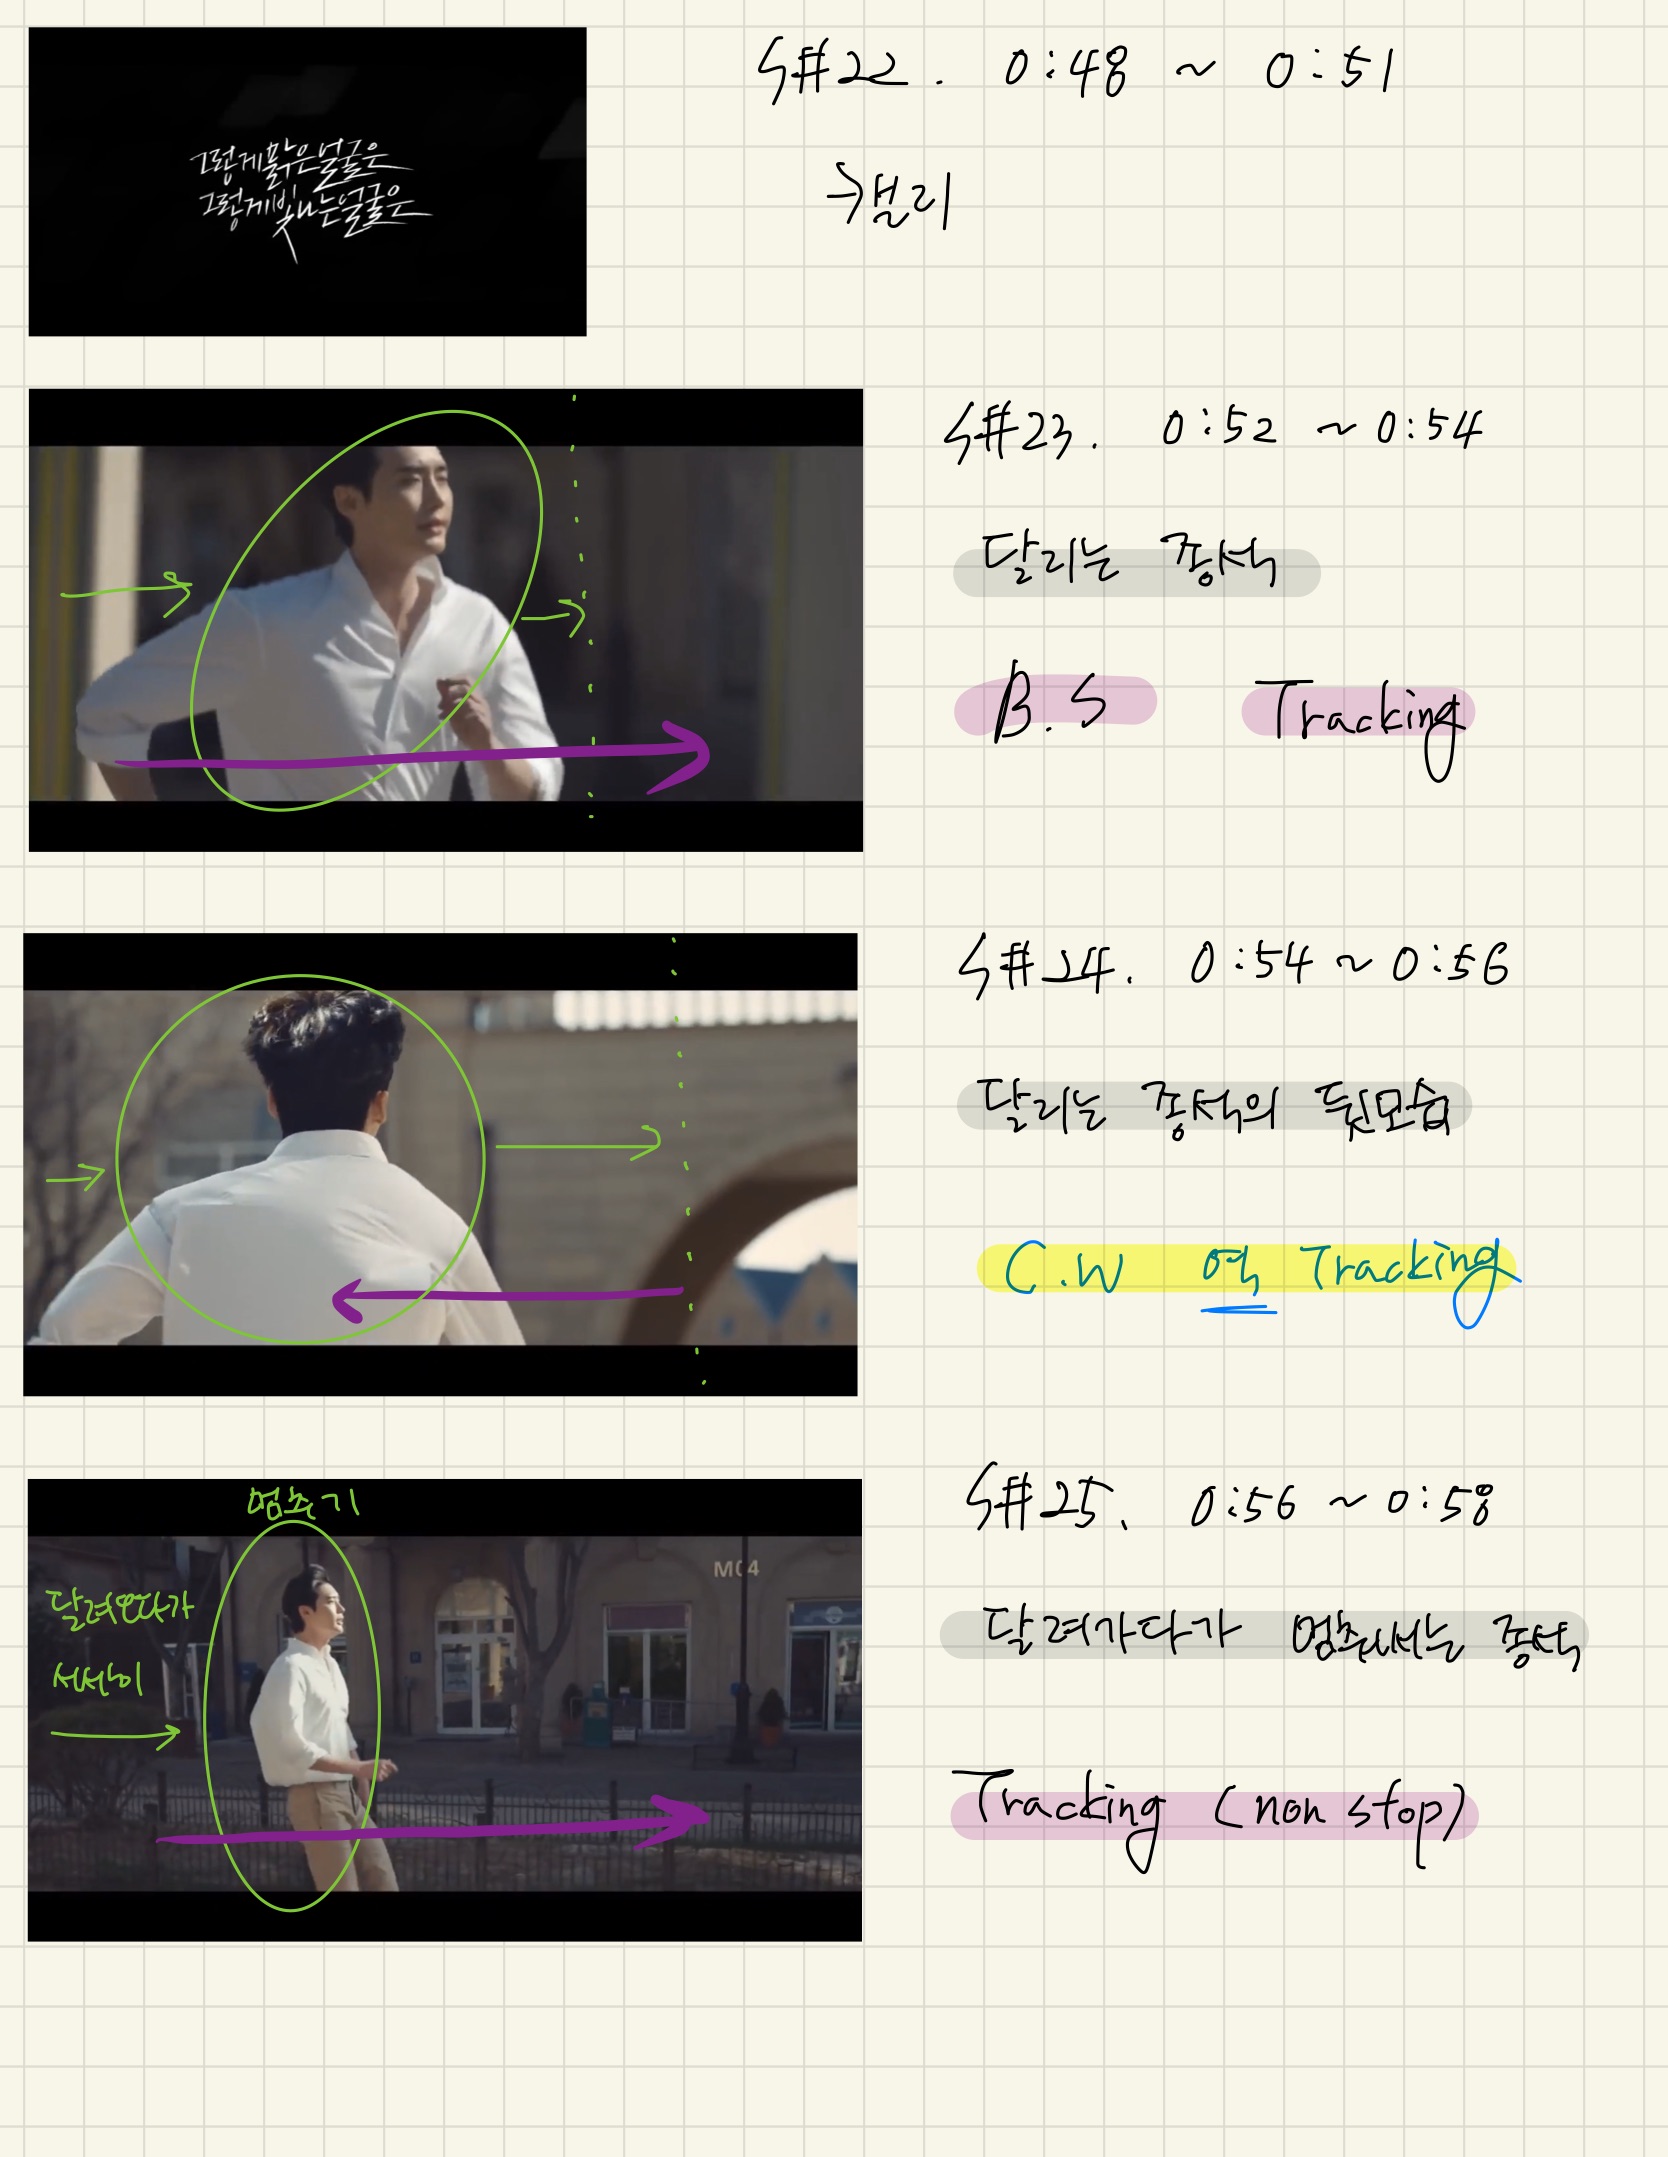 그렇게맑은얼굴은
그렇게빛나는얼굴은
S#22. 0:48 ~ 0:51
→캘리
S#23. 0:52 ~ 0:54
달리는 종석
B.S Tracking
S#24. 0:54 ~ 0:56
달리는 종석의 뒷모습
C.W 역 Tracking
멈추기
달려오다가
서서히
M04
S#25. 0:56 ~ 0:58
달려가다가 멈춰서는 종석
Tracking (non stop)